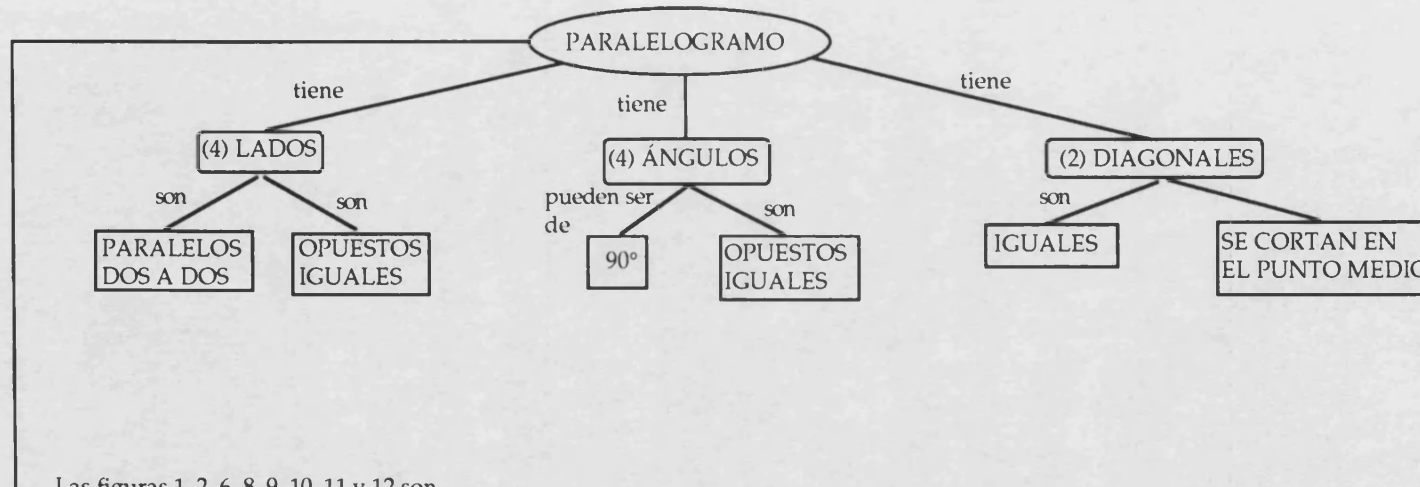 PARALELOGRAMO
tiene
tiene
tiene
(4) LADOS
(4) ÁNGULOS
(2) DIAGONALES
son
son
pueden ser
de
son
son
PARALELOS
DOS A DOS
OPUESTOS
IGUALES
90°
OPUESTOS
IGUALES
IGUALES
SE CORTAN EN
EL PUNTO MEDIO
Las figuras 1, 2, 6, 8, 9, 10, 11 y 12 son